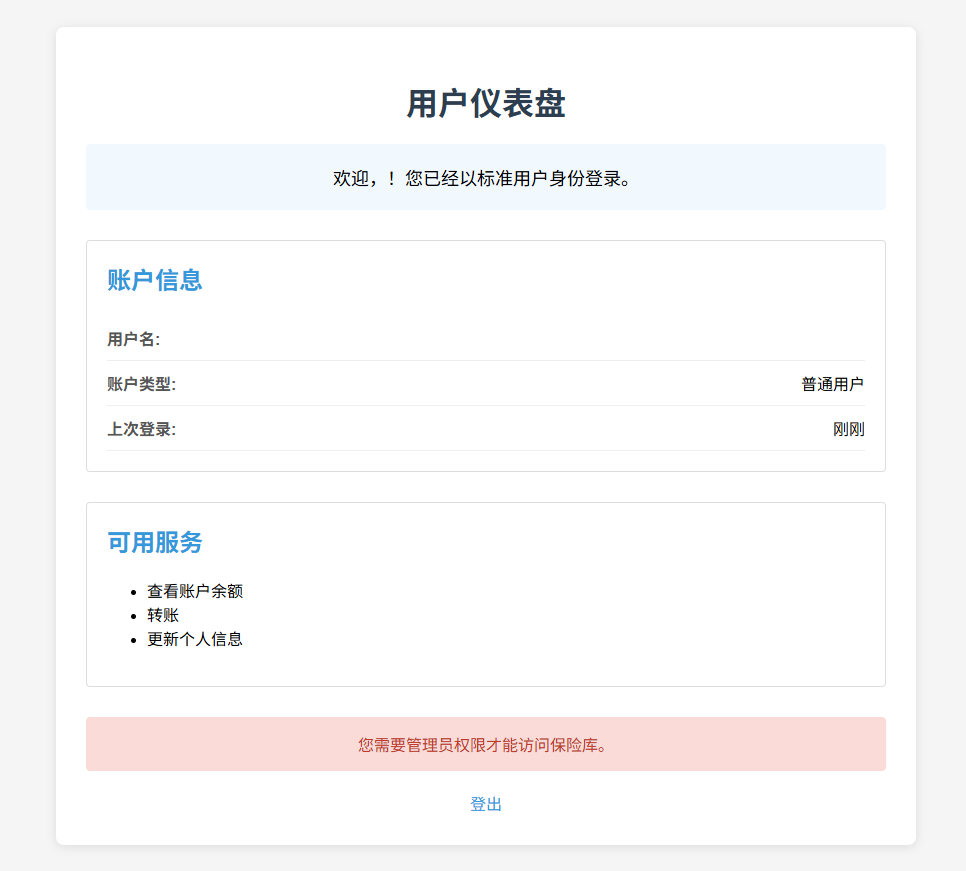 用户仪表盘
欢迎，！您已经以标准用户身份登录。
账户信息
用户名:
账户类型: 普通用户
上次登录: 刚刚
可用服务
查看账户余额
转账
更新个人信息
您需要管理员权限才能访问保险库。
登出